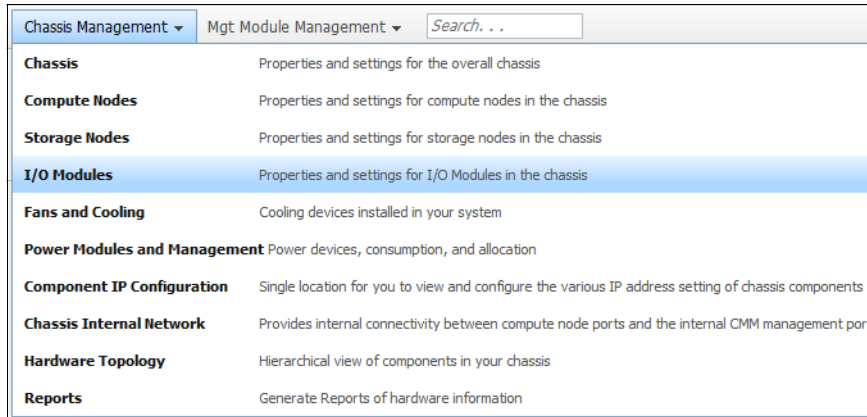 Chassis Management Mgt Module Management Search. . .
Chassis Properties and settings for the overall chassis
Compute Nodes Properties and settings for compute nodes in the chassis
Storage Nodes Properties and settings for storage nodes in the chassis
I/O Modules Properties and settings for I/O Modules in the chassis
Fans and Cooling Cooling devices installed in your system
Power Modules and Management Power devices, consumption, and allocation
Component IP Configuration Single location for you to view and configure the various IP address setting of chassis components
Chassis Internal Network Provides internal connectivity between compute node ports and the internal CMM management por
Hardware Topology Hierarchical view of components in your chassis
Reports Generate Reports of hardware information